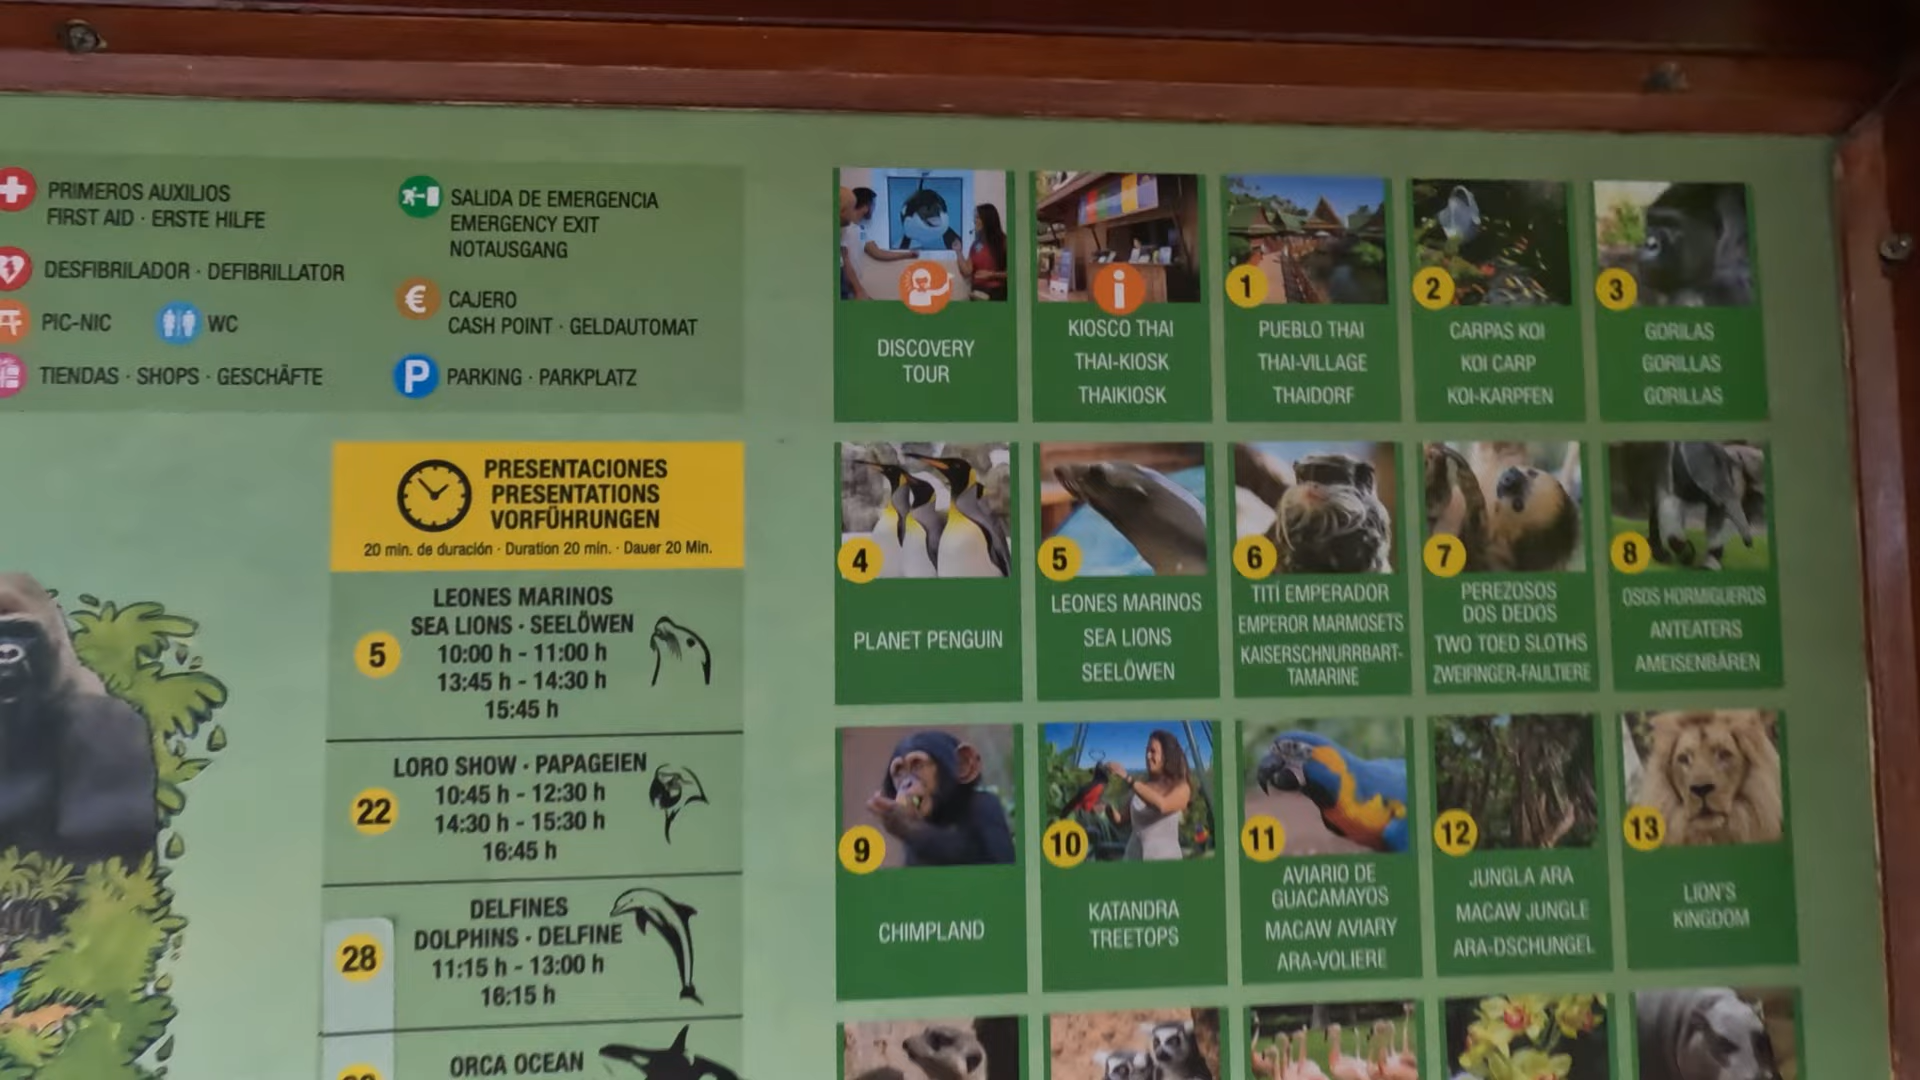 PRIMEROS AUXILIOS
FIRST AID · ERSTE HILFE
DESFIBRILADOR · DEFIBRILLATOR
PIC-NIC
WC
TIENDAS · SHOPS · GESCHÄFTE
SALIDA DE EMERGENCIA
EMERGENCY EXIT
NOTAUSGANG
€
CAJERO
CASH POINT · GELDAUTOMAT
P
PARKING · PARKPLATZ
PRESENTACIONES
PRESENTATIONS
VORFÜHRUNGEN
20 min. de duración · Duration 20 min. · Dauer 20 Min.
5
LEONES MARINOS
SEA LIONS · SEELÖWEN
10:00 h - 11:00 h
13:45 h - 14:30 h
15:45 h
22
LORO SHOW · PAPAGEIEN
10:45 h - 12:30 h
14:30 h - 15:30 h
16:45 h
28
DELFINES
DOLPHINS · DELFINE
11:15 h - 13:00 h
16:15 h
ORCA OCEAN
DISCOVERY
TOUR
i
KIOSCO THAI
THAI-KIOSK
THAIKIOSK
1
PUEBLO THAI
THAI-VILLAGE
THAIDORF
2
CARPAS KOI
KOI CARP
KOI-KARPFEN
3
GORILAS
GORILLAS
GORILLAS
4
PLANET PENGUIN
5
LEONES MARINOS
SEA LIONS
SEELÖWEN
6
TITÍ EMPERADOR
EMPEROR MARMOSETS
KAISERSCHNURRBART-
TAMARINE
7
PEREZOSOS
DOS DEDOS
TWO TOED SLOTHS
ZWEIFINGER-FAULTIERE
8
OSOS HORMIGUEROS
ANTEATERS
AMEISENBÄREN
9
CHIMPLAND
10
KATANDRA
TREETOPS
11
AVIARIO DE
GUACAMAYOS
MACAW AVIARY
ARA-VOLIERE
12
JUNGLA ARA
MACAW JUNGLE
ARA-DSCHUNGEL
13
LION'S
KINGDOM